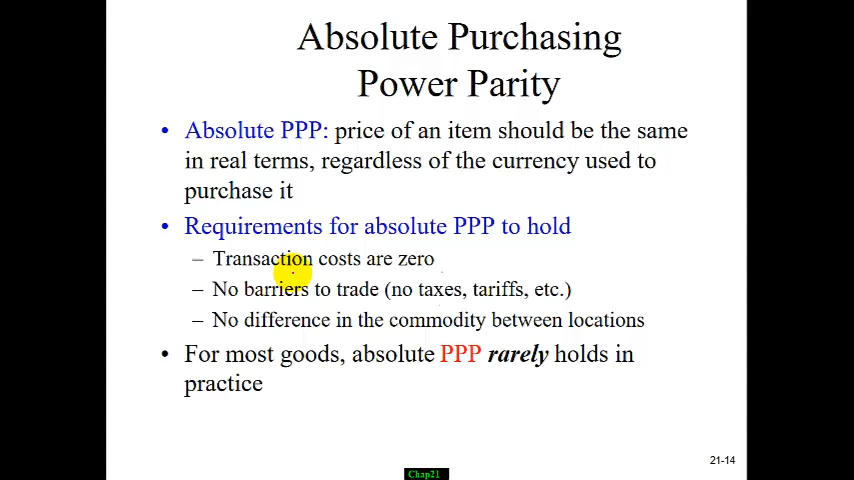 Absolute Purchasing
Power Parity
• Absolute PPP: price of an item should be the same
in real terms, regardless of the currency used to
purchase it
• Requirements for absolute PPP to hold
– Transaction costs are zero
– No barriers to trade (no taxes, tariffs, etc.)
– No difference in the commodity between locations
• For most goods, absolute PPP rarely holds in
practice
21-14
Chap21